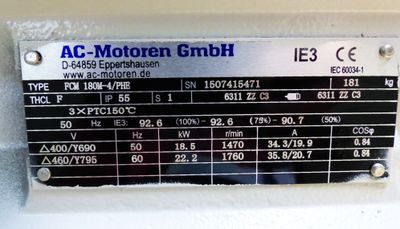 AC-Motoren GmbH
IE3 CE
D-64859 Eppertshausen
IEC 60034-1
www.ac-motoren.de
TYPE FCM 180M-4/PHE SN 1507415471 181 kg
THCL F IP 55 S 1 6311 ZZ C3 6311 ZZ C3
3×PTC150℃
50 Hz IE3: 92.6 (100%)- 92.6 (75%)- 90.7 (50%)
V Hz kW r/min A COSφ
△400/Y690 50 18.5 1470 34.3/19.9 0.84
△460/Y795 60 22.2 1760 35.8/20.7 0.84